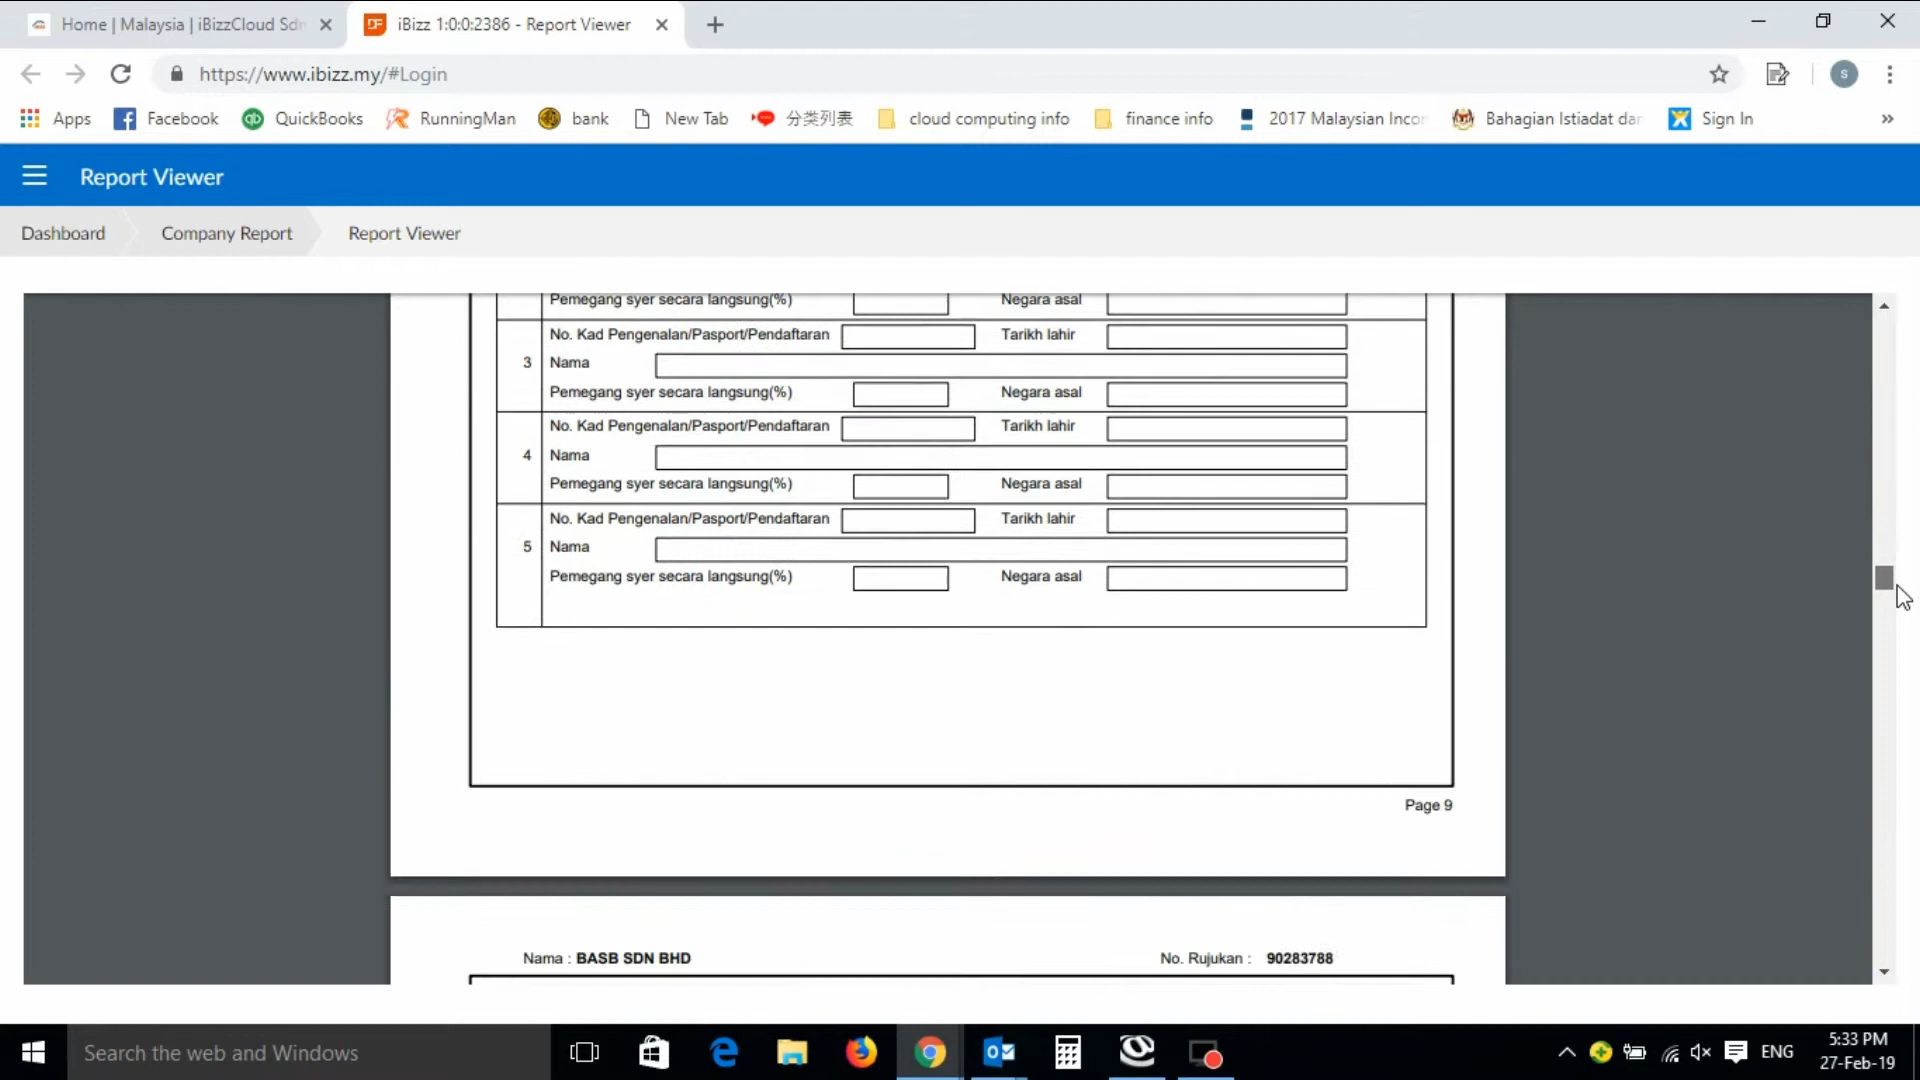 Home | Malaysia | iBizzCloud Sdn
iBizz 1:0:0:2386 - Report Viewer
https://www.ibizz.my/#Login
Apps Facebook QuickBooks RunningMan bank New Tab 分类列表 cloud computing info finance info 2017 Malaysian Incor Bahagian Istiadat dan Sign In »
Report Viewer
Dashboard Company Report Report Viewer
Pemegang syer secara langsung(%) Negara asal
No. Kad Pengenalan/Pasport/Pendaftaran Tarikh lahir
3 Nama
Pemegang syer secara langsung(%) Negara asal
No. Kad Pengenalan/Pasport/Pendaftaran Tarikh lahir
4 Nama
Pemegang syer secara langsung(%) Negara asal
No. Kad Pengenalan/Pasport/Pendaftaran Tarikh lahir
5 Nama
Pemegang syer secara langsung(%) Negara asal
Page 9
Nama : BASB SDN BHD No. Rujukan : 90283788
Search the web and Windows
ENG
5:33 PM
27-Feb-19